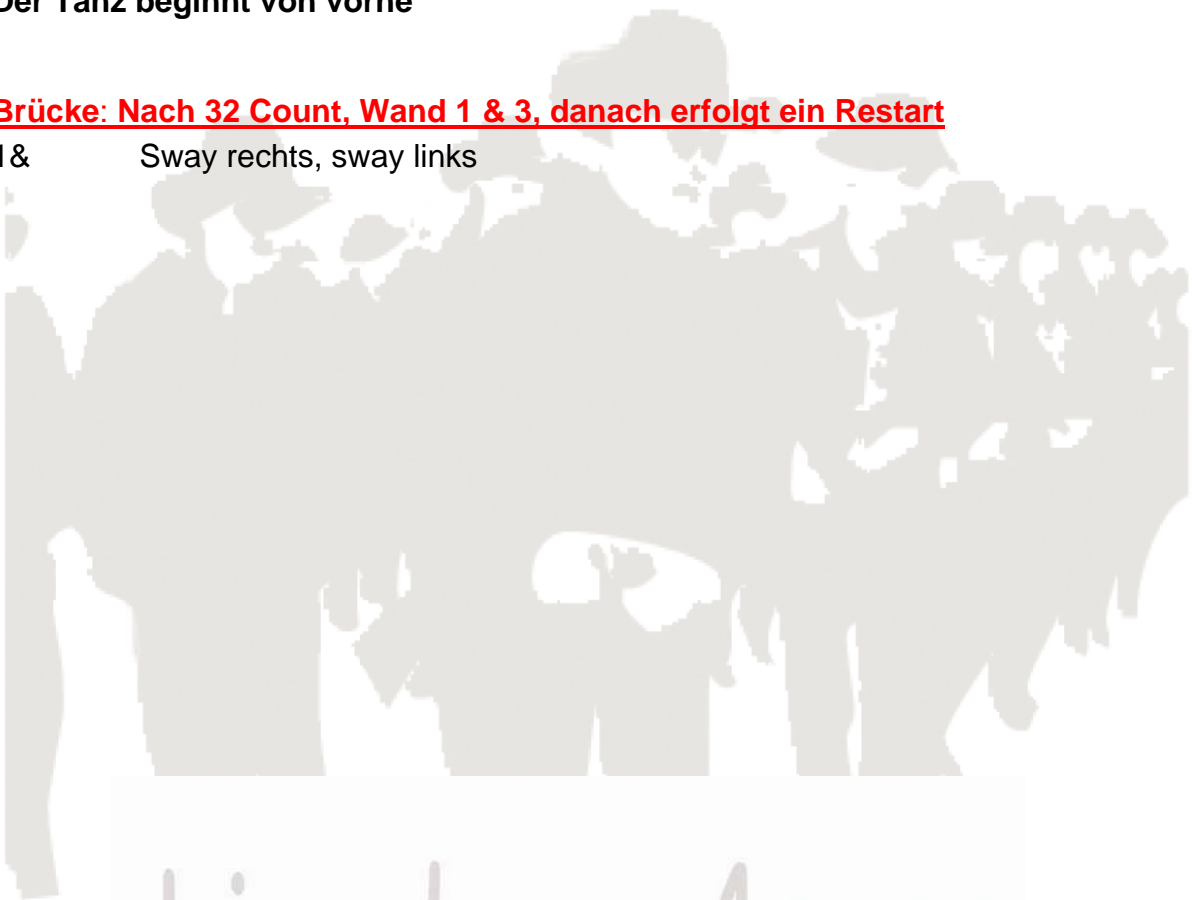 Der Tanz beginnt von vorne
Brücke: Nach 32 Count, Wand 1 & 3, danach erfolgt ein Restart
1& Sway rechts, sway links